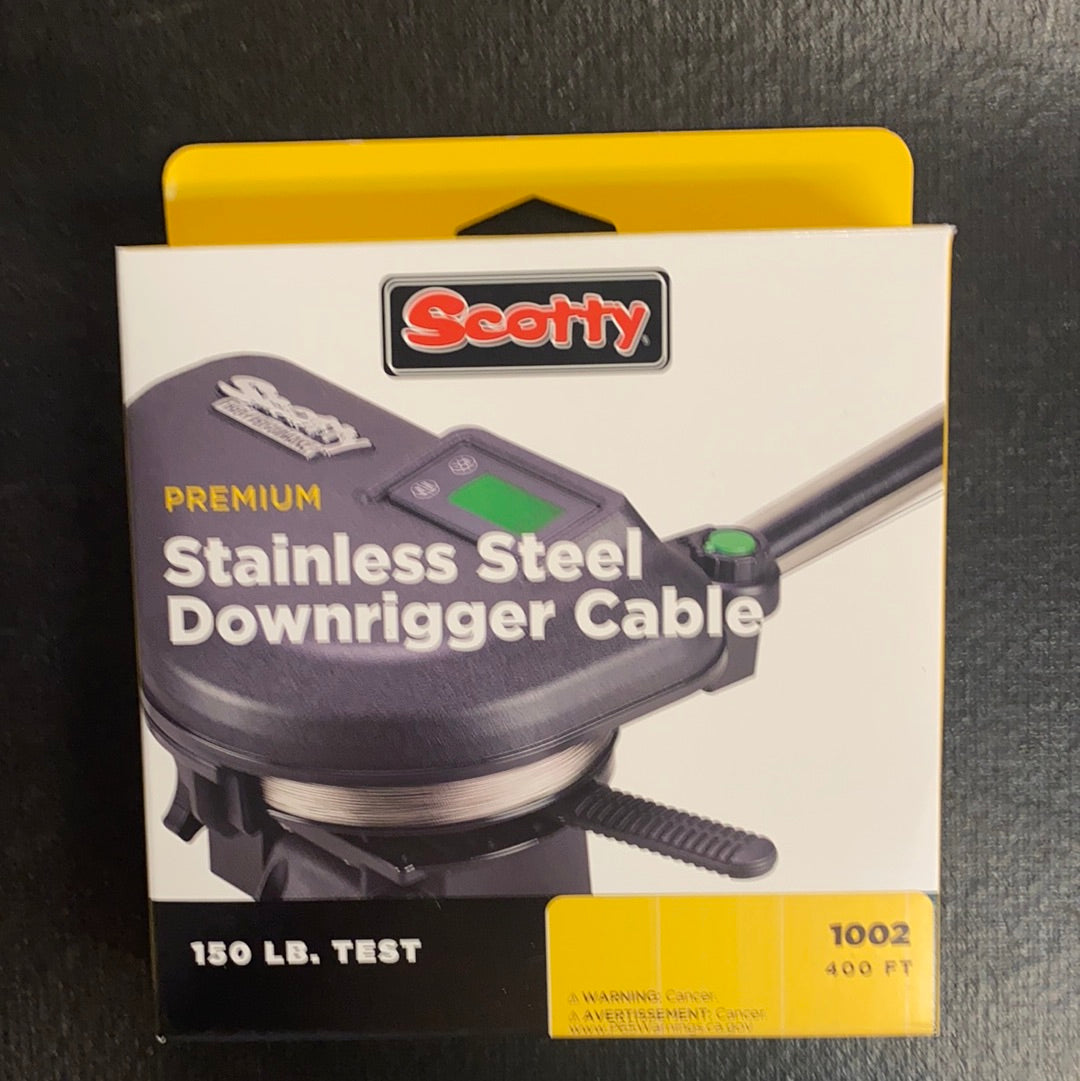 Scotty
PREMIUM
Stainless Steel
Downrigger Cable
150 LB. TEST
1002
400 FT
⚠ WARNING: Cancer.
⚠ AVERTISSEMENT: Cancer.
www.P65Warnings.ca.gov